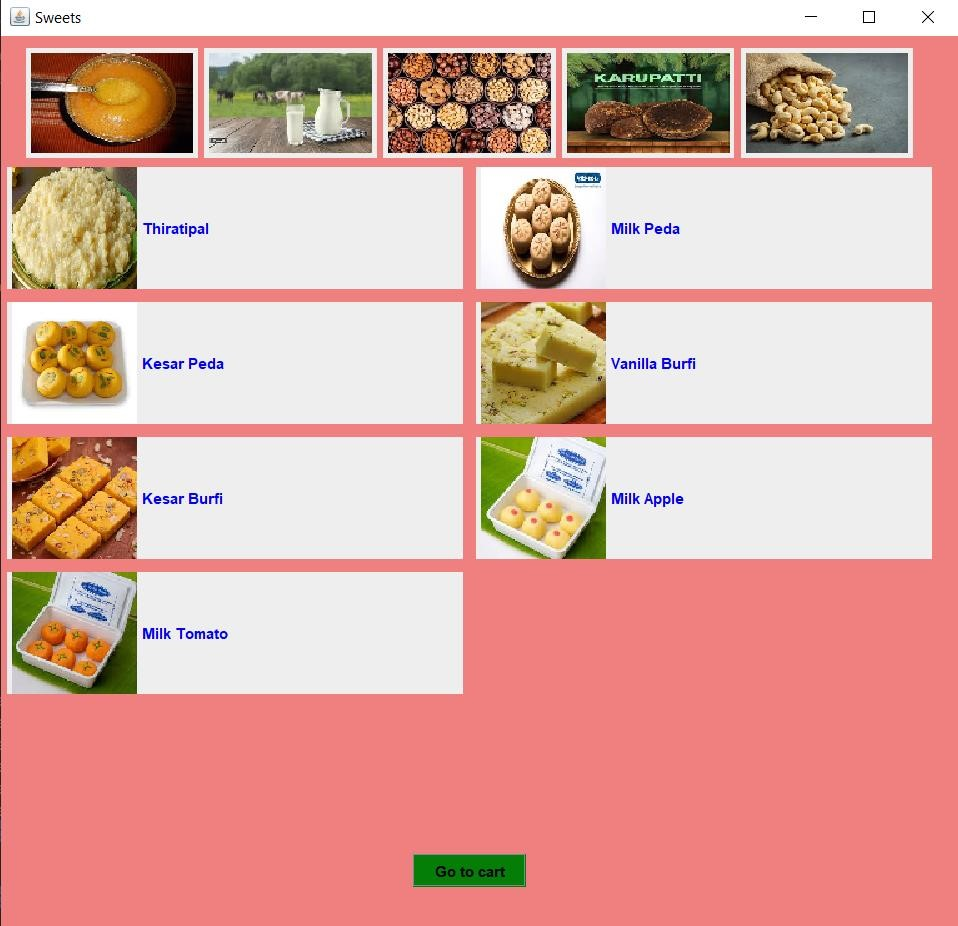 Sweets
KARUPATTI
Thiratipal
Milk Peda
Kesar Peda
Vanilla Burfi
Kesar Burfi
Milk Apple
Milk Tomato
Go to cart